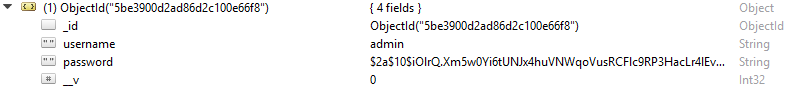 (1) ObjectId("5be3900d2ad86d2c100e66f8") { 4 fields } Object
_id ObjectId("5be3900d2ad86d2c100e66f8") ObjectId
username admin String
password $2a$10$iOIrQ.Xm5w0Yi6tUNJx4huVNWqoVusRCFIc9RP3HacLr4lEv... String
# __v 0 Int32